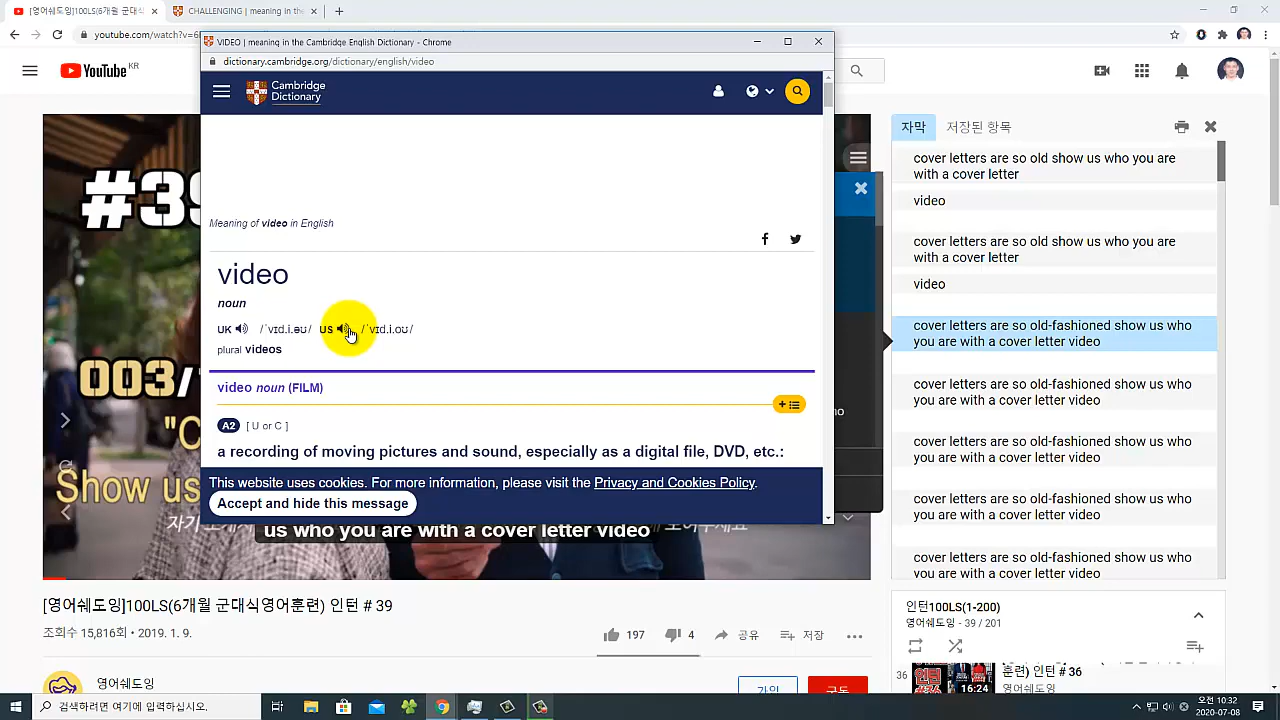 [영어쉐도잉]100LS(6개월 군대식
CHALLENGING | meaning in the
youtube.com/watch?v=6
VIDEO | meaning in the Cambridge English Dictionary - Chrome
dictionary.cambridge.org/dictionary/english/video
YouTube KR
Cambridge
Dictionary
#39
Meaning of video in English
video
noun
UK /ˈvɪd.i.əʊ/ US /ˈvɪd.i.oʊ/
plural videos
video noun (FILM)
A2 [ U or C ]
a recording of moving pictures and sound, especially as a digital file, DVD, etc.:
This website uses cookies. For more information, please visit the Privacy and Cookies Policy.
Accept and hide this message
003/
"C
Show us
us who you are with a cover letter video
자막 저장된 항목
cover letters are so old show us who you are
with a cover letter
video
cover letters are so old show us who you are
with a cover letter
video
cover letters are so old-fashioned show us who
you are with a cover letter video
cover letters are so old-fashioned show us who
you are with a cover letter video
cover letters are so old-fashioned show us who
you are with a cover letter video
cover letters are so old-fashioned show us who
you are with a cover letter video
cover letters are so old-fashioned show us who
you are with a cover letter video
[영어쉐도잉]100LS(6개월 군대식영어훈련) 인턴 # 39
조회수 15,816회 • 2019. 1. 9.
197 4 공유 저장
영어쉐도잉
가입 구독
인턴100LS(1-200)
영어쉐도잉 - 39 / 201
36
16:24
훈련) 인턴 # 36
영어쉐도잉
검색하려면 여기에 입력하십시오.
오전 10:32
2020-07-08